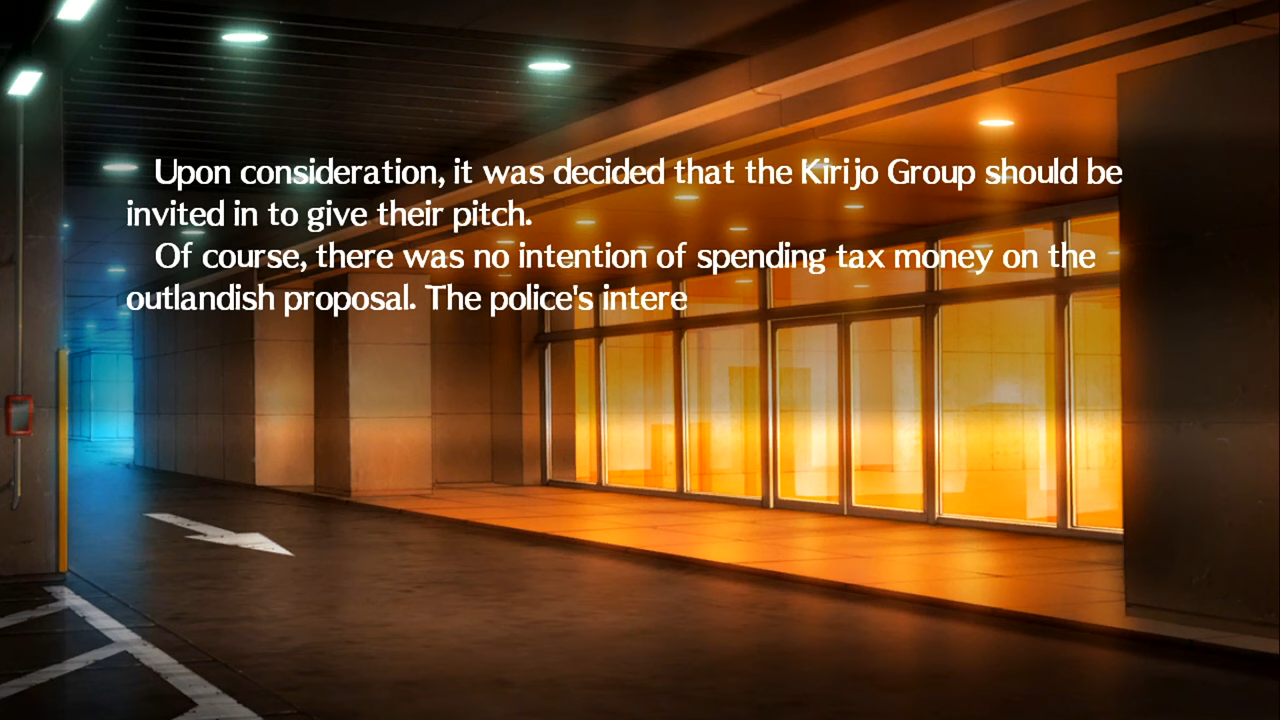 Upon consideration, it was decided that the Kirijo Group should be
invited in to give their pitch.
Of course, there was no intention of spending tax money on the
outlandish proposal. The police's intere